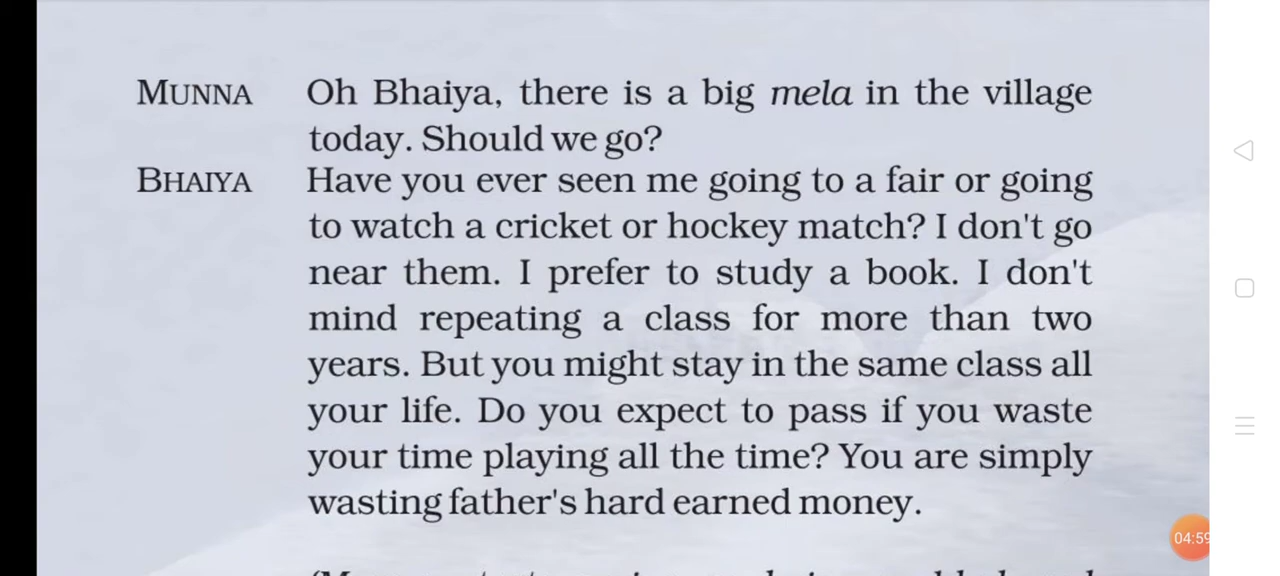 MUNNA Oh Bhaiya, there is a big mela in the village
today. Should we go?
BHAIYA Have you ever seen me going to a fair or going
to watch a cricket or hockey match? I don't go
near them. I prefer to study a book. I don't
mind repeating a class for more than two
years. But you might stay in the same class all
your life. Do you expect to pass if you waste
your time playing all the time? You are simply
wasting father's hard earned money.
04:59